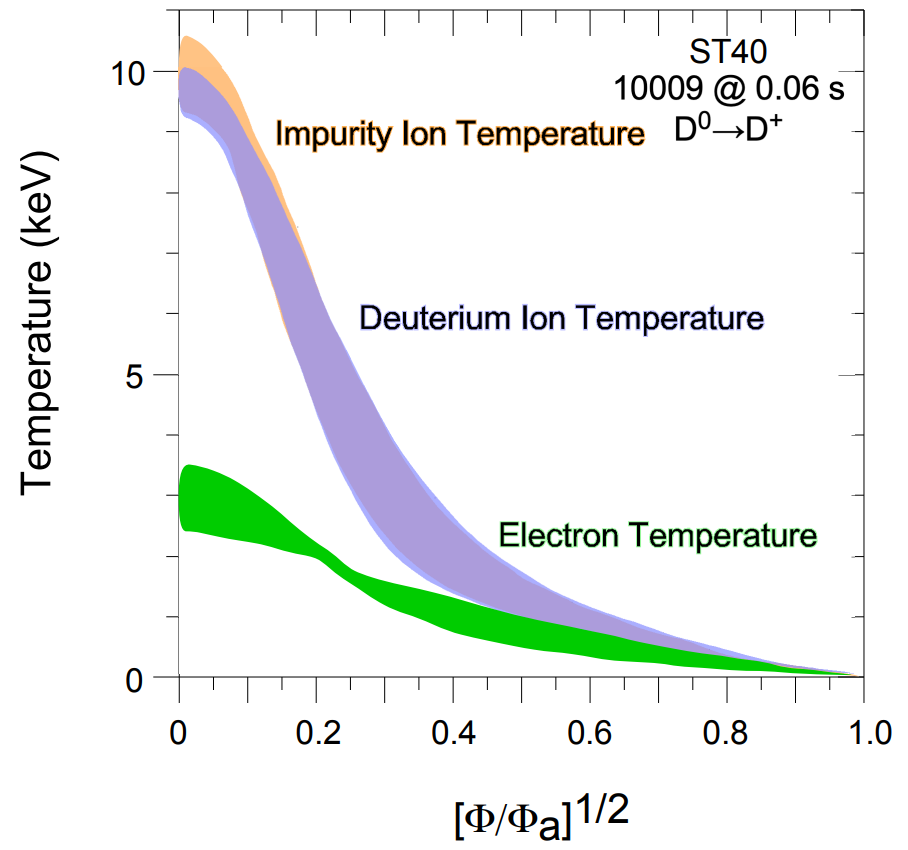 ST40
10009 @ 0.06 s
D⁰→D⁺
Impurity Ion Temperature
Deuterium Ion Temperature
Electron Temperature
Temperature (keV)
10
5
0
0 0.2 0.4 0.6 0.8 1.0
[Φ/Φa]1/2